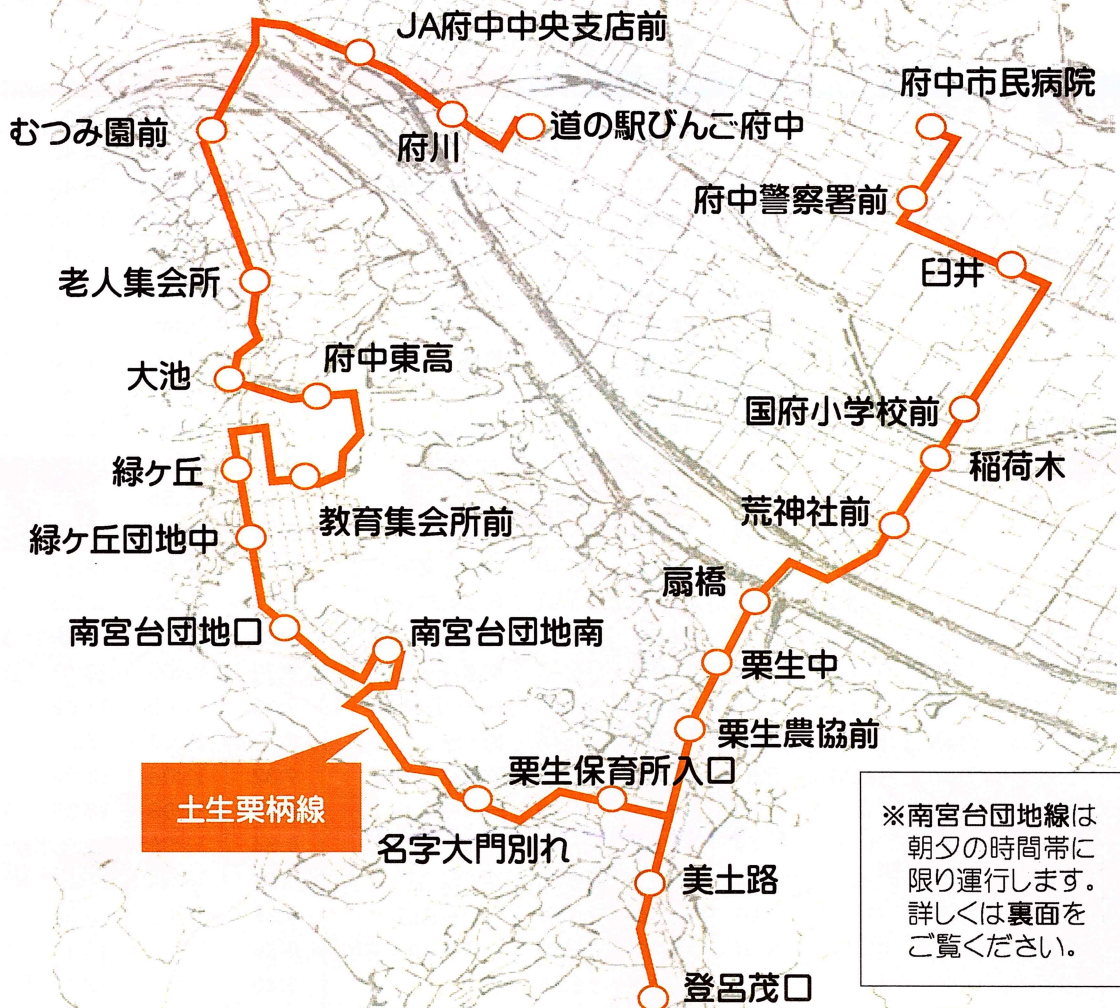 JA府中中央支店前
府中市民病院
むつみ園前
府川
道の駅びんご府中
府中警察署前
臼井
老人集会所
大池
府中東高
国府小学校前
稲荷木
緑ヶ丘
教育集会所前
荒神社前
緑ヶ丘団地中
扇橋
南宮台団地口
南宮台団地南
栗生中
栗生農協前
栗生保育所入口
土生栗柄線
名字大門別れ
美土路
登呂茂口
※南宮台団地線は
朝夕の時間帯に
限り運行します。
詳しくは裏面を
ご覧ください。